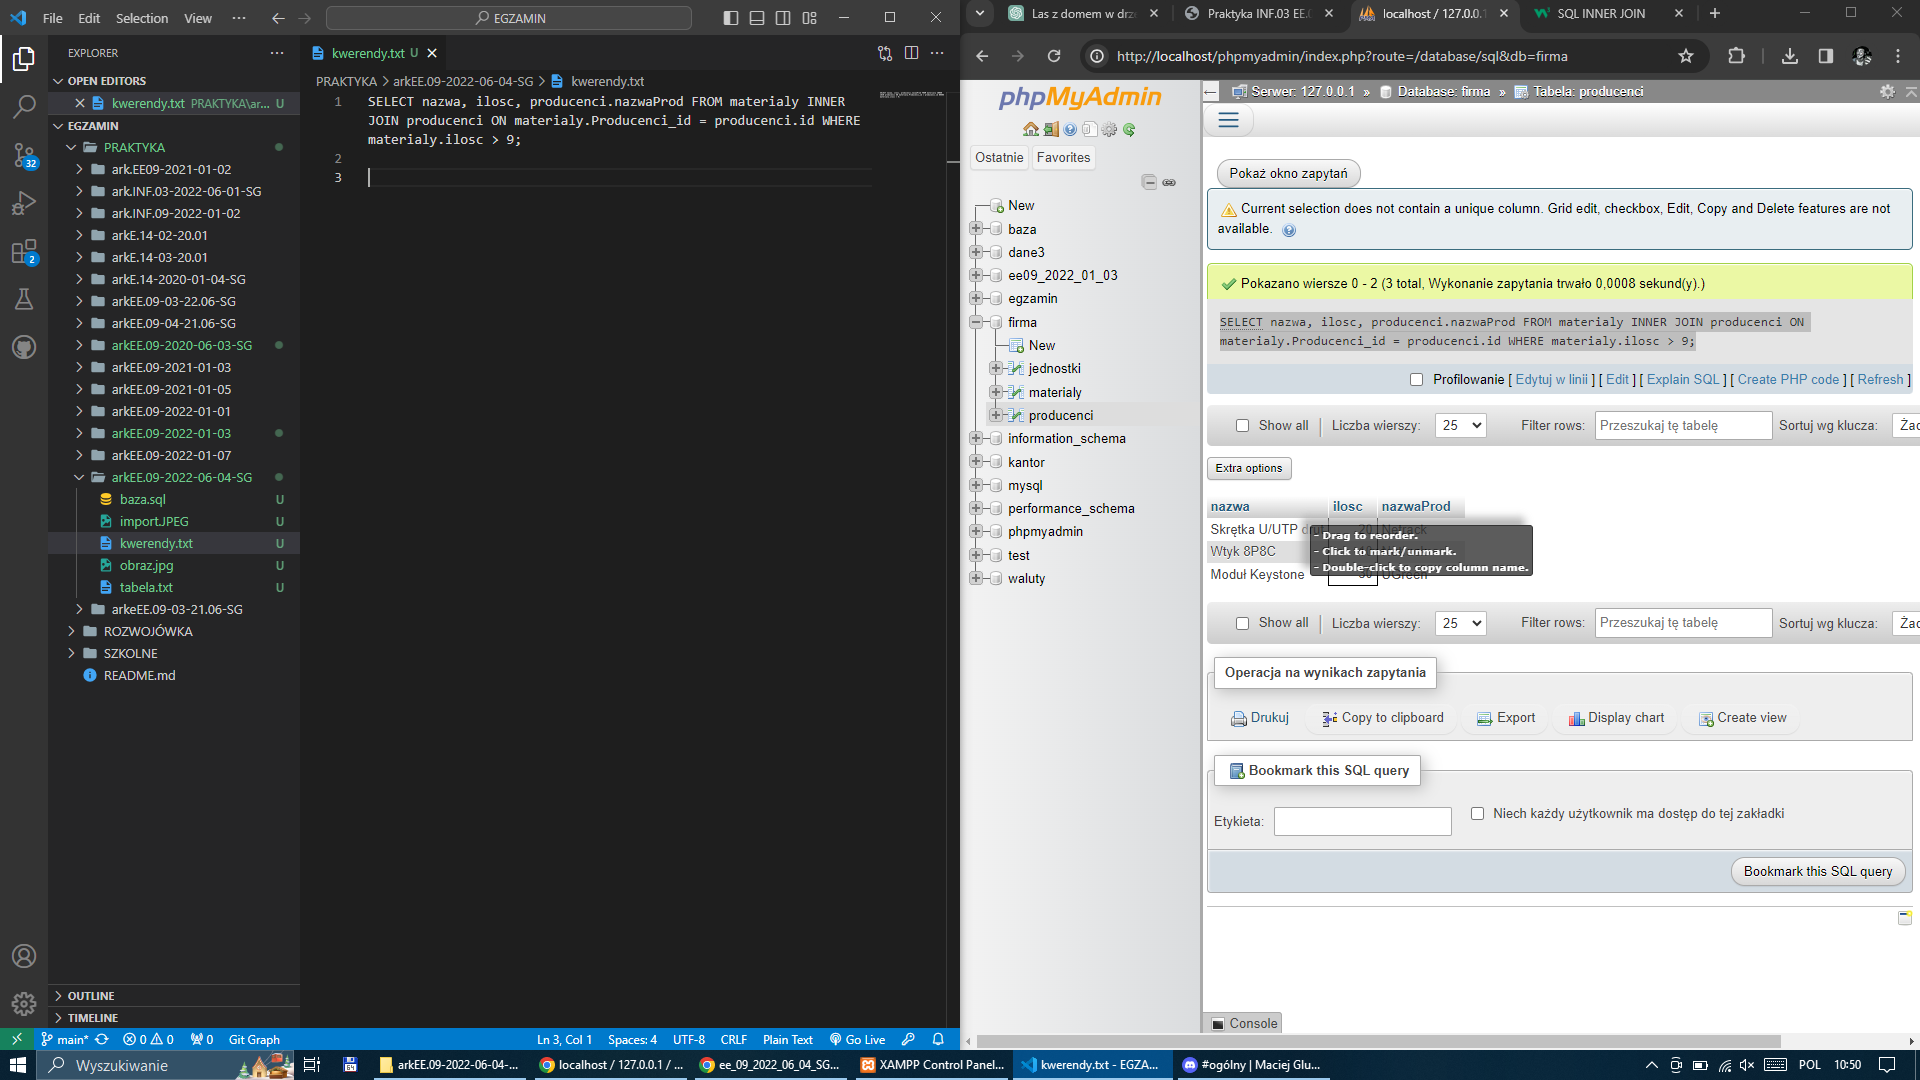 File Edit Selection View ··· EGZAMIN
EXPLORER
OPEN EDITORS
kwerendy.txt PRAKTYKA\ar... U
EGZAMIN
PRAKTYKA
ark.EE09-2021-01-02
ark.INF.03-2022-06-01-SG
ark.INF.09-2022-01-02
arkE.14-02-20.01
arkE.14-03-20.01
arkE.14-2020-01-04-SG
arkEE.09-03-22.06-SG
arkEE.09-04-21.06-SG
arkEE.09-2020-06-03-SG
arkEE.09-2021-01-03
arkEE.09-2021-01-05
arkEE.09-2022-01-01
arkEE.09-2022-01-03
arkEE.09-2022-01-07
arkEE.09-2022-06-04-SG
baza.sql U
import.JPEG U
kwerendy.txt U
obraz.jpg U
tabela.txt U
arkeEE.09-03-21.06-SG
ROZWOJÓWKA
SZKOLNE
README.md
OUTLINE
TIMELINE
32
2
kwerendy.txt U
PRAKTYKA > arkEE.09-2022-06-04-SG > kwerendy.txt
1 SELECT nazwa, ilosc, producenci.nazwaProd FROM materialy INNER
JOIN producenci ON materialy.Producenci_id = producenci.id WHERE
materialy.ilosc > 9;
2
3
main* 0 0 0 Git Graph Ln 3, Col 1 Spaces: 4 UTF-8 CRLF Plain Text Go Live
Las z domem w drze Praktyka INF.03 EE.0 localhost / 127.0.0.1 SQL INNER JOIN
http://localhost/phpmyadmin/index.php?route=/database/sql&db=firma
phpMyAdmin
Ostatnie Favorites
New
baza
dane3
ee09_2022_01_03
egzamin
firma
New
jednostki
materialy
producenci
information_schema
kantor
mysql
performance_schema
phpmyadmin
test
waluty
Serwer: 127.0.0.1 » Database: firma » Tabela: producenci
Pokaż okno zapytań
Current selection does not contain a unique column. Grid edit, checkbox, Edit, Copy and Delete features are not
available.
Pokazano wiersze 0 - 2 (3 total, Wykonanie zapytania trwało 0,0008 sekund(y).)
SELECT nazwa, ilosc, producenci.nazwaProd FROM materialy INNER JOIN producenci ON
materialy.Producenci_id = producenci.id WHERE materialy.ilosc > 9;
Profilowanie [ Edytuj w linii ] [ Edit ] [ Explain SQL ] [ Create PHP code ] [ Refresh ]
Show all Liczba wierszy: 25 Filter rows: Przeszukaj tę tabelę Sortuj wg klucza: Żac
Extra options
nazwa ilosc nazwaProd
Skrętka U/UTP drut 20 Netrack
Wtyk 8P8C
Moduł Keystone 50 UGreen
- Drag to reorder.
- Click to mark/unmark.
- Double-click to copy column name.
Show all Liczba wierszy: 25 Filter rows: Przeszukaj tę tabelę Sortuj wg klucza: Żac
Operacja na wynikach zapytania
Drukuj Copy to clipboard Export Display chart Create view
Bookmark this SQL query
Etykieta: Niech każdy użytkownik ma dostęp do tej zakładki
Bookmark this SQL query
Console
Wyszukiwanie arkEE.09-2022-06-04-... localhost / 127.0.0.1 / ... ee_09_2022_06_04_SG... XAMPP Control Panel... kwerendy.txt - EGZA... #ogólny | Maciej Glu... POL 10:50